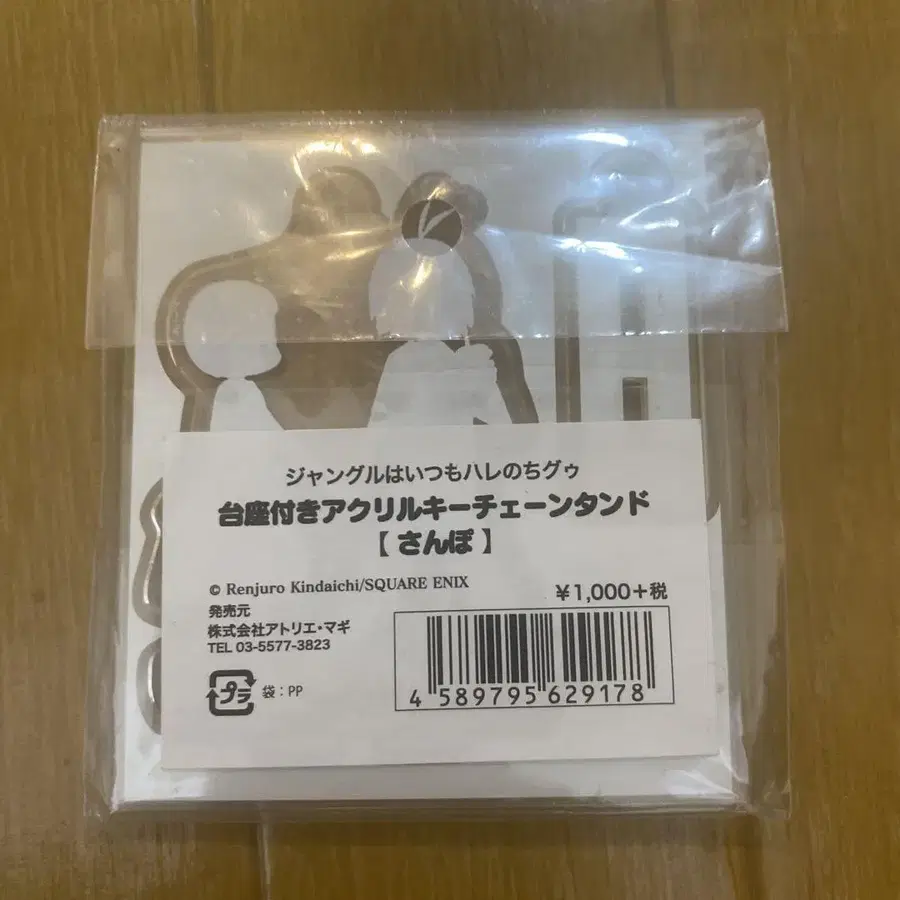 ジャングルはいつもハレのちグゥ
台座付きアクリルキーチェーンタンド
【 さんぽ 】
© Renjuro Kindaichi/SQUARE ENIX
¥1,000+税
発売元
株式会社アトリエ・マギ
TEL 03-5577-3823
プラ 袋：PP
4 589795 629178